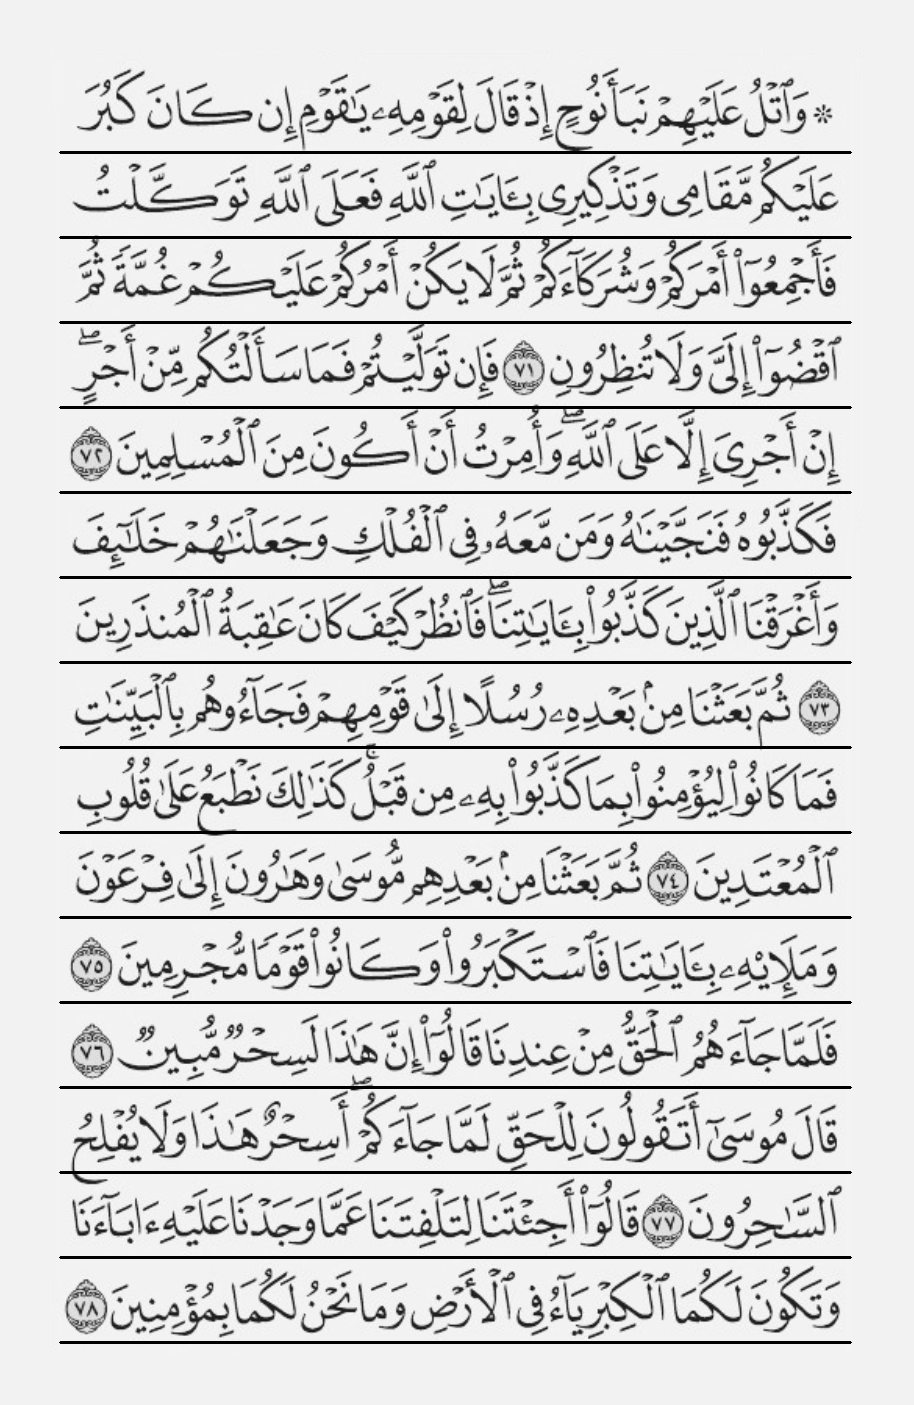 ۞ وَٱتْلُ عَلَيْهِمْ نَبَأَ نُوحٍ إِذْ قَالَ لِقَوْمِهِۦ يَٰقَوْمِ إِن كَانَ كَبُرَ
عَلَيْكُم مَّقَامِى وَتَذْكِيرِى بِـَٔايَٰتِ ٱللَّهِ فَعَلَى ٱللَّهِ تَوَكَّلْتُ
فَأَجْمِعُوٓا۟ أَمْرَكُمْ وَشُرَكَآءَكُمْ ثُمَّ لَا يَكُنْ أَمْرُكُمْ عَلَيْكُمْ غُمَّةً ثُمَّ
ٱقْضُوٓا۟ إِلَىَّ وَلَا تُنظِرُونِ ٧١ فَإِن تَوَلَّيْتُمْ فَمَا سَأَلْتُكُم مِّنْ أَجْرٍ ۖ
إِنْ أَجْرِىَ إِلَّا عَلَى ٱللَّهِ ۖ وَأُمِرْتُ أَنْ أَكُونَ مِنَ ٱلْمُسْلِمِينَ ٧٢
فَكَذَّبُوهُ فَنَجَّيْنَٰهُ وَمَن مَّعَهُۥ فِى ٱلْفُلْكِ وَجَعَلْنَٰهُمْ خَلَٰٓئِفَ
وَأَغْرَقْنَا ٱلَّذِينَ كَذَّبُوا۟ بِـَٔايَٰتِنَا ۖ فَٱنظُرْ كَيْفَ كَانَ عَٰقِبَةُ ٱلْمُنذَرِينَ
٧٣ ثُمَّ بَعَثْنَا مِنۢ بَعْدِهِۦ رُسُلًا إِلَىٰ قَوْمِهِمْ فَجَآءُوهُم بِٱلْبَيِّنَٰتِ
فَمَا كَانُوا۟ لِيُؤْمِنُوا۟ بِمَا كَذَّبُوا۟ بِهِۦ مِن قَبْلُ ۚ كَذَٰلِكَ نَطْبَعُ عَلَىٰ قُلُوبِ
ٱلْمُعْتَدِينَ ٧٤ ثُمَّ بَعَثْنَا مِنۢ بَعْدِهِم مُّوسَىٰ وَهَٰرُونَ إِلَىٰ فِرْعَوْنَ
وَمَلَإِي۟هِۦ بِـَٔايَٰتِنَا فَٱسْتَكْبَرُوا۟ وَكَانُوا۟ قَوْمًا مُّجْرِمِينَ ٧٥
فَلَمَّا جَآءَهُمُ ٱلْحَقُّ مِنْ عِندِنَا قَالُوٓا۟ إِنَّ هَٰذَا لَسِحْرٌ مُّبِينٌ ٧٦
قَالَ مُوسَىٰٓ أَتَقُولُونَ لِلْحَقِّ لَمَّا جَآءَكُمْ ۖ أَسِحْرٌ هَٰذَا وَلَا يُفْلِحُ
ٱلسَّٰحِرُونَ ٧٧ قَالُوٓا۟ أَجِئْتَنَا لِتَلْفِتَنَا عَمَّا وَجَدْنَا عَلَيْهِ ءَابَآءَنَا
وَتَكُونَ لَكُمَا ٱلْكِبْرِيَآءُ فِى ٱلْأَرْضِ وَمَا نَحْنُ لَكُمَا بِمُؤْمِنِينَ ٧٨